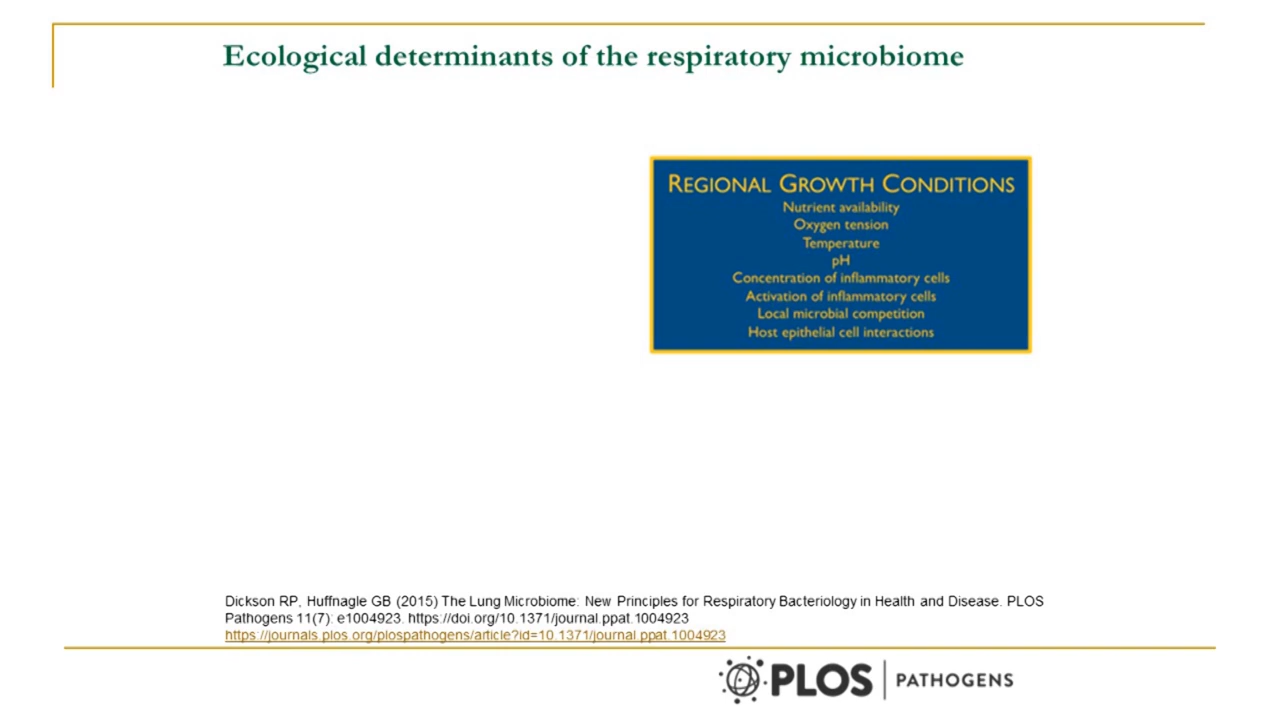 Ecological determinants of the respiratory microbiome
REGIONAL GROWTH CONDITIONS
Nutrient availability
Oxygen tension
Temperature
pH
Concentration of inflammatory cells
Activation of inflammatory cells
Local microbial competition
Host epithelial cell interactions
Dickson RP, Huffnagle GB (2015) The Lung Microbiome: New Principles for Respiratory Bacteriology in Health and Disease. PLOS
Pathogens 11(7): e1004923. https://doi.org/10.1371/journal.ppat.1004923
https://journals.plos.org/plospathogens/article?id=10.1371/journal.ppat.1004923
PLOS | PATHOGENS